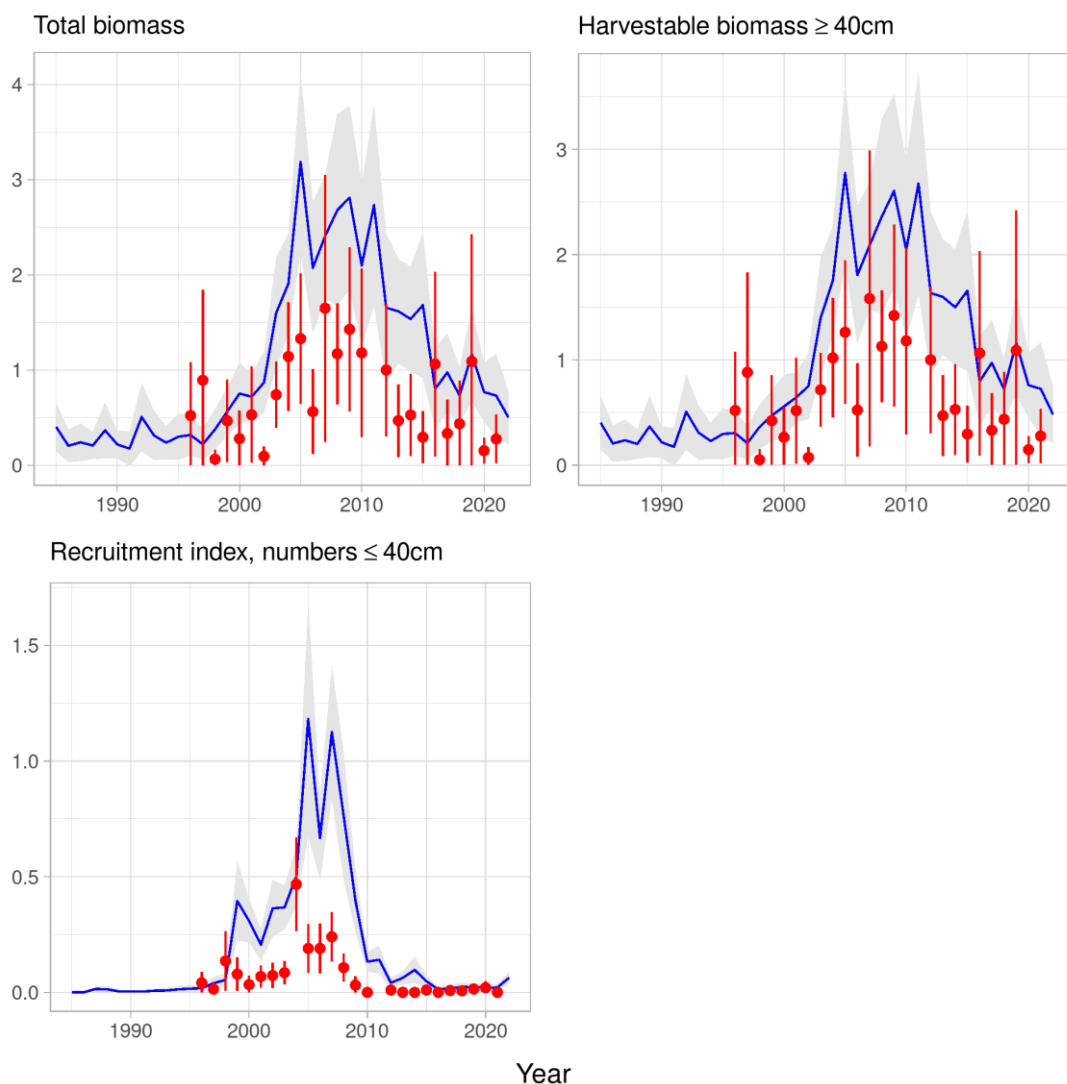 Total biomass
4
3
2
1
0
1990 2000 2010 2020
Harvestable biomass ≥ 40cm
3
2
1
0
1990 2000 2010 2020
Recruitment index, numbers ≤ 40cm
1.5
1.0
0.5
0.0
1990 2000 2010 2020
Year